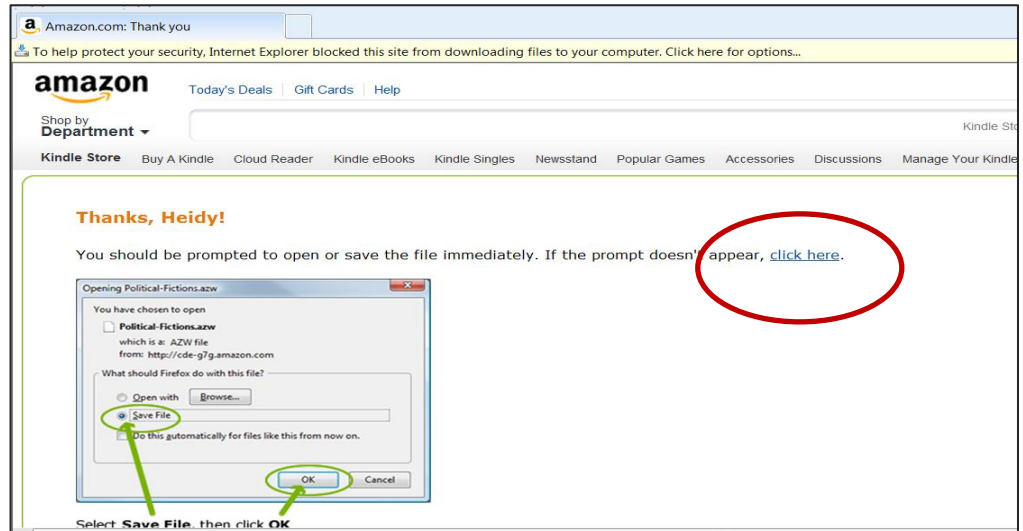 Amazon.com: Thank you
To help protect your security, Internet Explorer blocked this site from downloading files to your computer. Click here for options...
amazon Today's Deals Gift Cards Help
Shop by
Department Kindle
Kindle Store Buy A Kindle Cloud Reader Kindle eBooks Kindle Singles Newsstand Popular Games Accessories Discussions Manage Your Kindle
Thanks, Heidy!
You should be prompted to open or save the file immediately. If the prompt doesn't appear, click here.
Opening Political-Fictions.azw
You have chosen to open
Political-Fictions.azw
which is a: AZW file
from: http://cde-g7g.amazon.com
What should Firefox do with this file?
Open with Browse...
Save File
Do this automatically for files like this from now on.
OK Cancel
Select Save File, then click OK